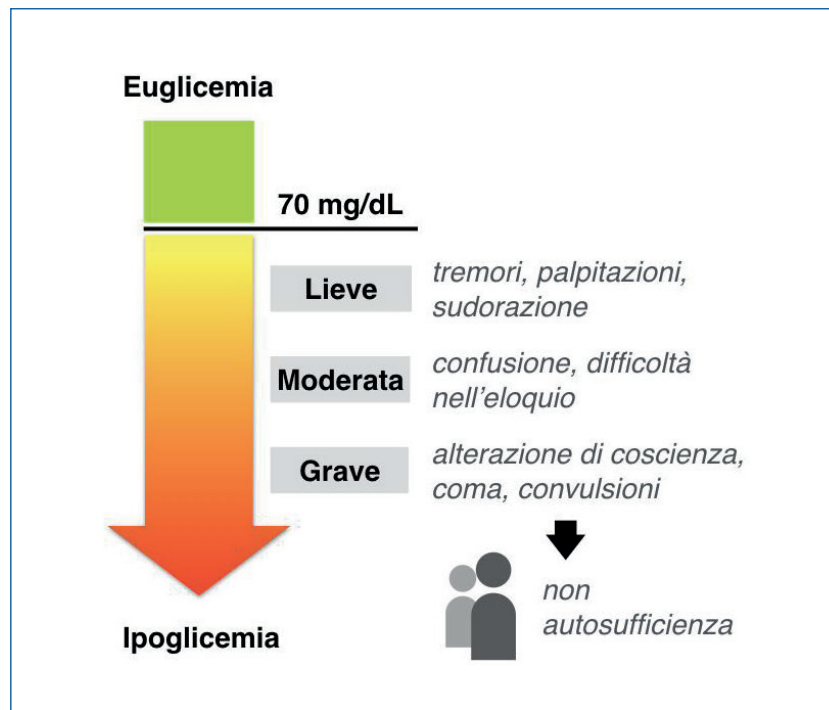 Euglicemia
70 mg/dL
Lieve
tremori, palpitazioni,
sudorazione
Moderata
confusione, difficoltà
nell'eloquio
Grave
alterazione di coscienza,
coma, convulsioni
non
autosufficienza
Ipoglicemia